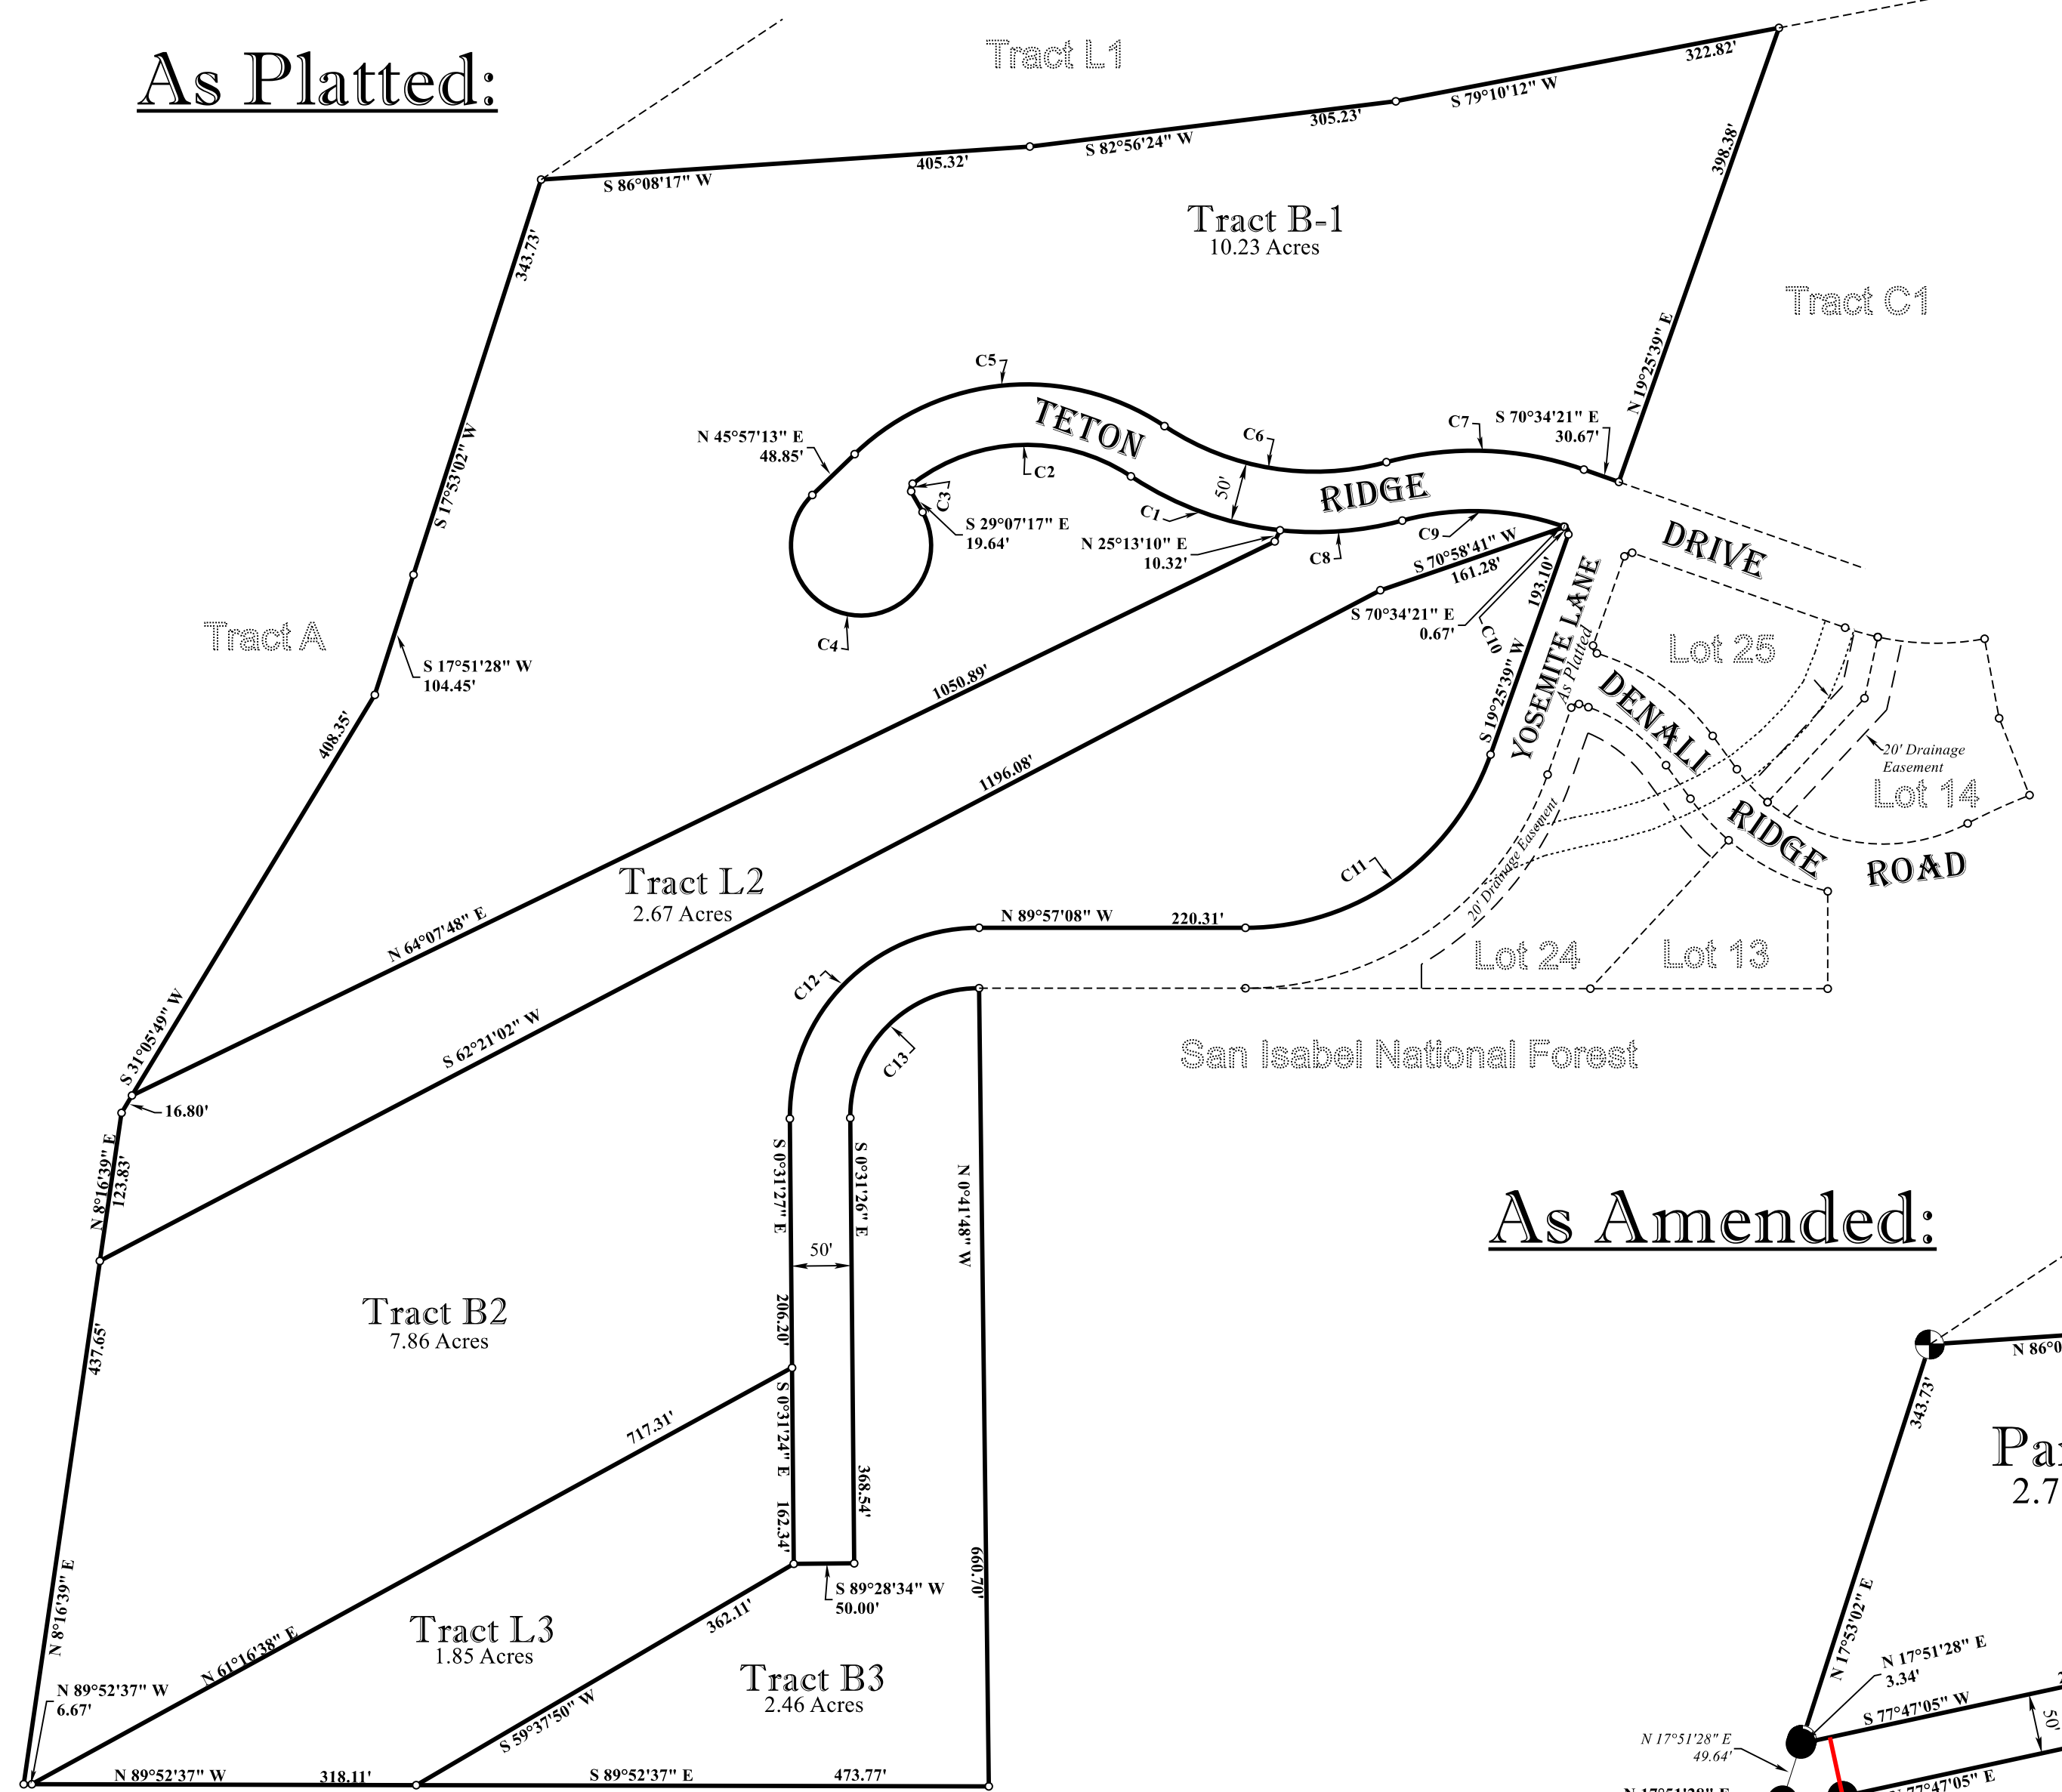 As Platted:
Tract L1
322.82'
S 79°10'12" W
305.23'
S 82°56'24" W
405.32'
S 86°08'17" W
398.38'
343.73'
Tract B-1
10.23 Acres
Tract C1
N 19°25'39" E
C5
TETON
C6
C7
S 70°34'21" E
30.67'
N 45°57'13" E
48.85'
S 17°53'02" W
C2
RIDGE
50'
C3
C1
S 29°07'17" E
19.64'
N 25°13'10" E
10.32'
C8
C9
S 70°58'41" W
161.28'
DRIVE
193.10'
S 70°34'21" E
0.67'
C10
YOSEMITE LANE
As Platted
C4
Tract A
Lot 25
S 17°51'28" W
104.45'
1050.89'
S 19°25'39" W
DENALI
408.35'
1196.08'
20' Drainage
Easement
Lot 14
RIDGE
ROAD
C11
20' Drainage Easement
Tract L2
2.67 Acres
N 89°57'08" W
220.31'
N 64°07'48" E
Lot 24
Lot 13
C12
S 31°05'49" W
S 62°21'02" W
C13
San Isabel National Forest
16.80'
N 8°16'39" E
123.83'
S 0°31'27" E
S 0°31'26" E
N 0°41'48" W
As Amended:
50'
Tract B2
7.86 Acres
206.20'
437.65'
N 86°0
343.73'
717.31'
S 0°31'24" E
Par
2.7
368.54'
162.34'
660.70'
S 89°28'34" W
50.00'
N 8°16'39" E
362.11'
Tract L3
1.85 Acres
N 61°16'38" E
N 17°53'02" E
N 17°51'28" E
3.34'
Tract B3
2.46 Acres
N 89°52'37" W
6.67'
S 59°37'50" W
S 77°47'05" W
50'
N 17°51'28" E
49.64'
N 89°52'37" W
318.11'
S 89°52'37" E
473.77'
N 77°47'05" E
N 17°51'28" E